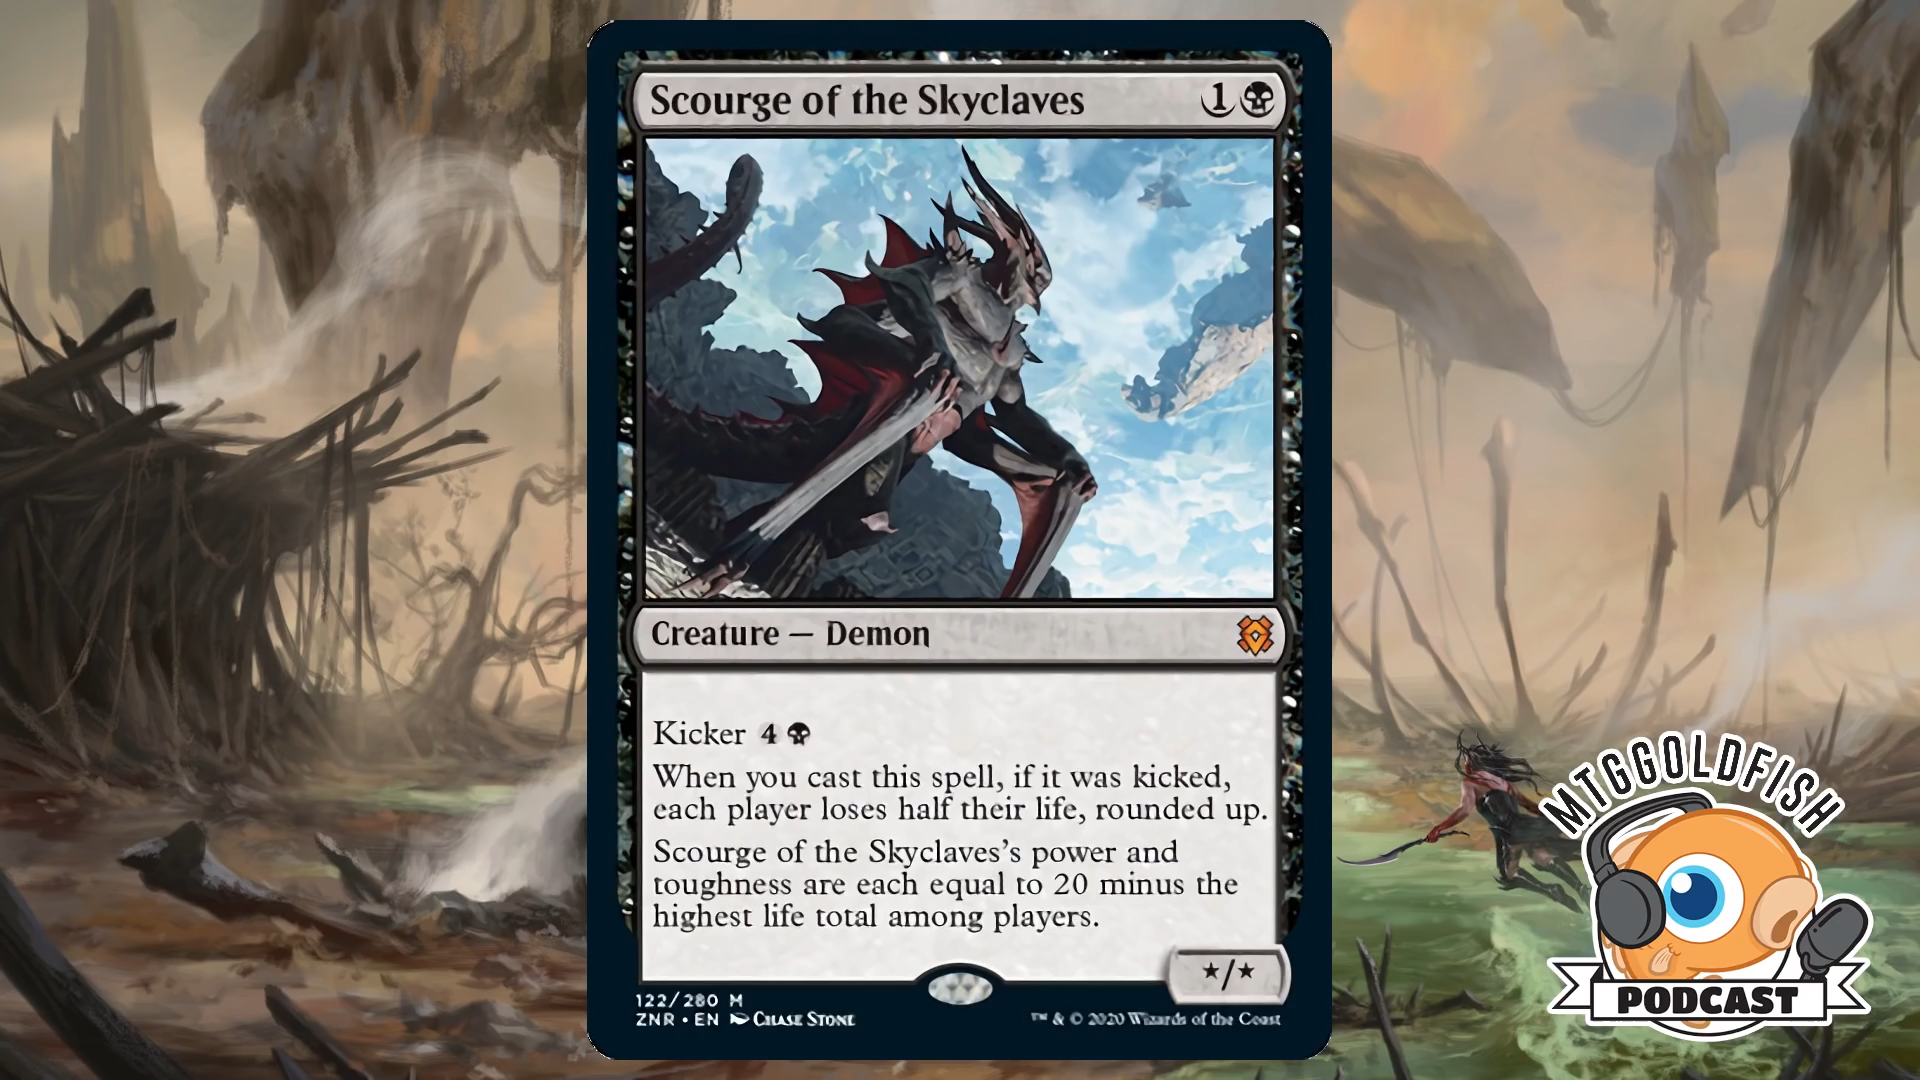 Scourge of the Skyclaves 1
Creature — Demon
Kicker 4
When you cast this spell, if it was kicked,
each player loses half their life, rounded up.
Scourge of the Skyclaves's power and
toughness are each equal to 20 minus the
highest life total among players.
★/★
122/280 M
ZNR • EN Chase Stone
™ & © 2020 Wizards of the Coast
MTGGOLDFISH
PODCAST